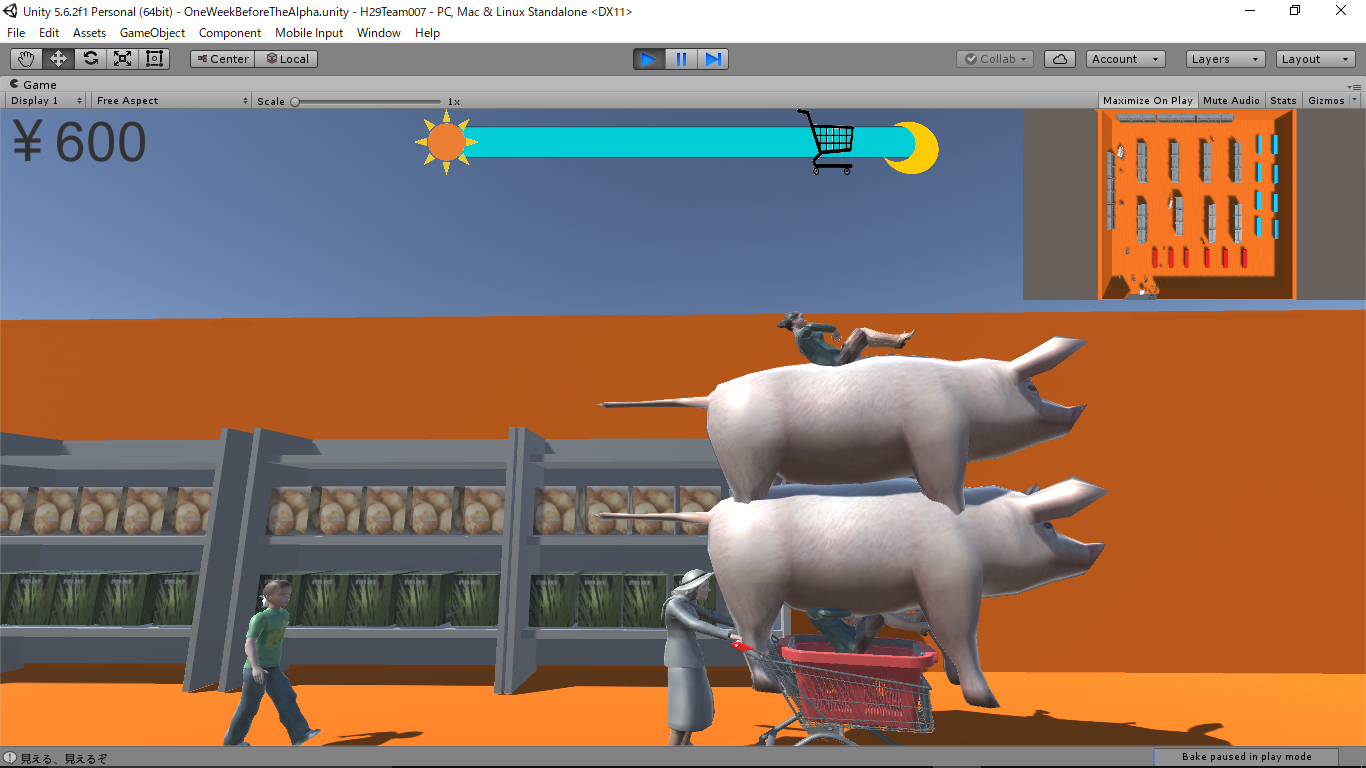 Unity 5.6.2f1 Personal (64bit) - OneWeekBeforeTheAlpha.unity - H29Team007 - PC, Mac & Linux Standalone <DX11>
File Edit Assets GameObject Component Mobile Input Window Help
Center Local Collab Account Layers Layout
Game
Display 1 Free Aspect Scale 1x Maximize On Play Mute Audio Stats Gizmos
¥600
見える、見えるぞ Bake paused in play mode